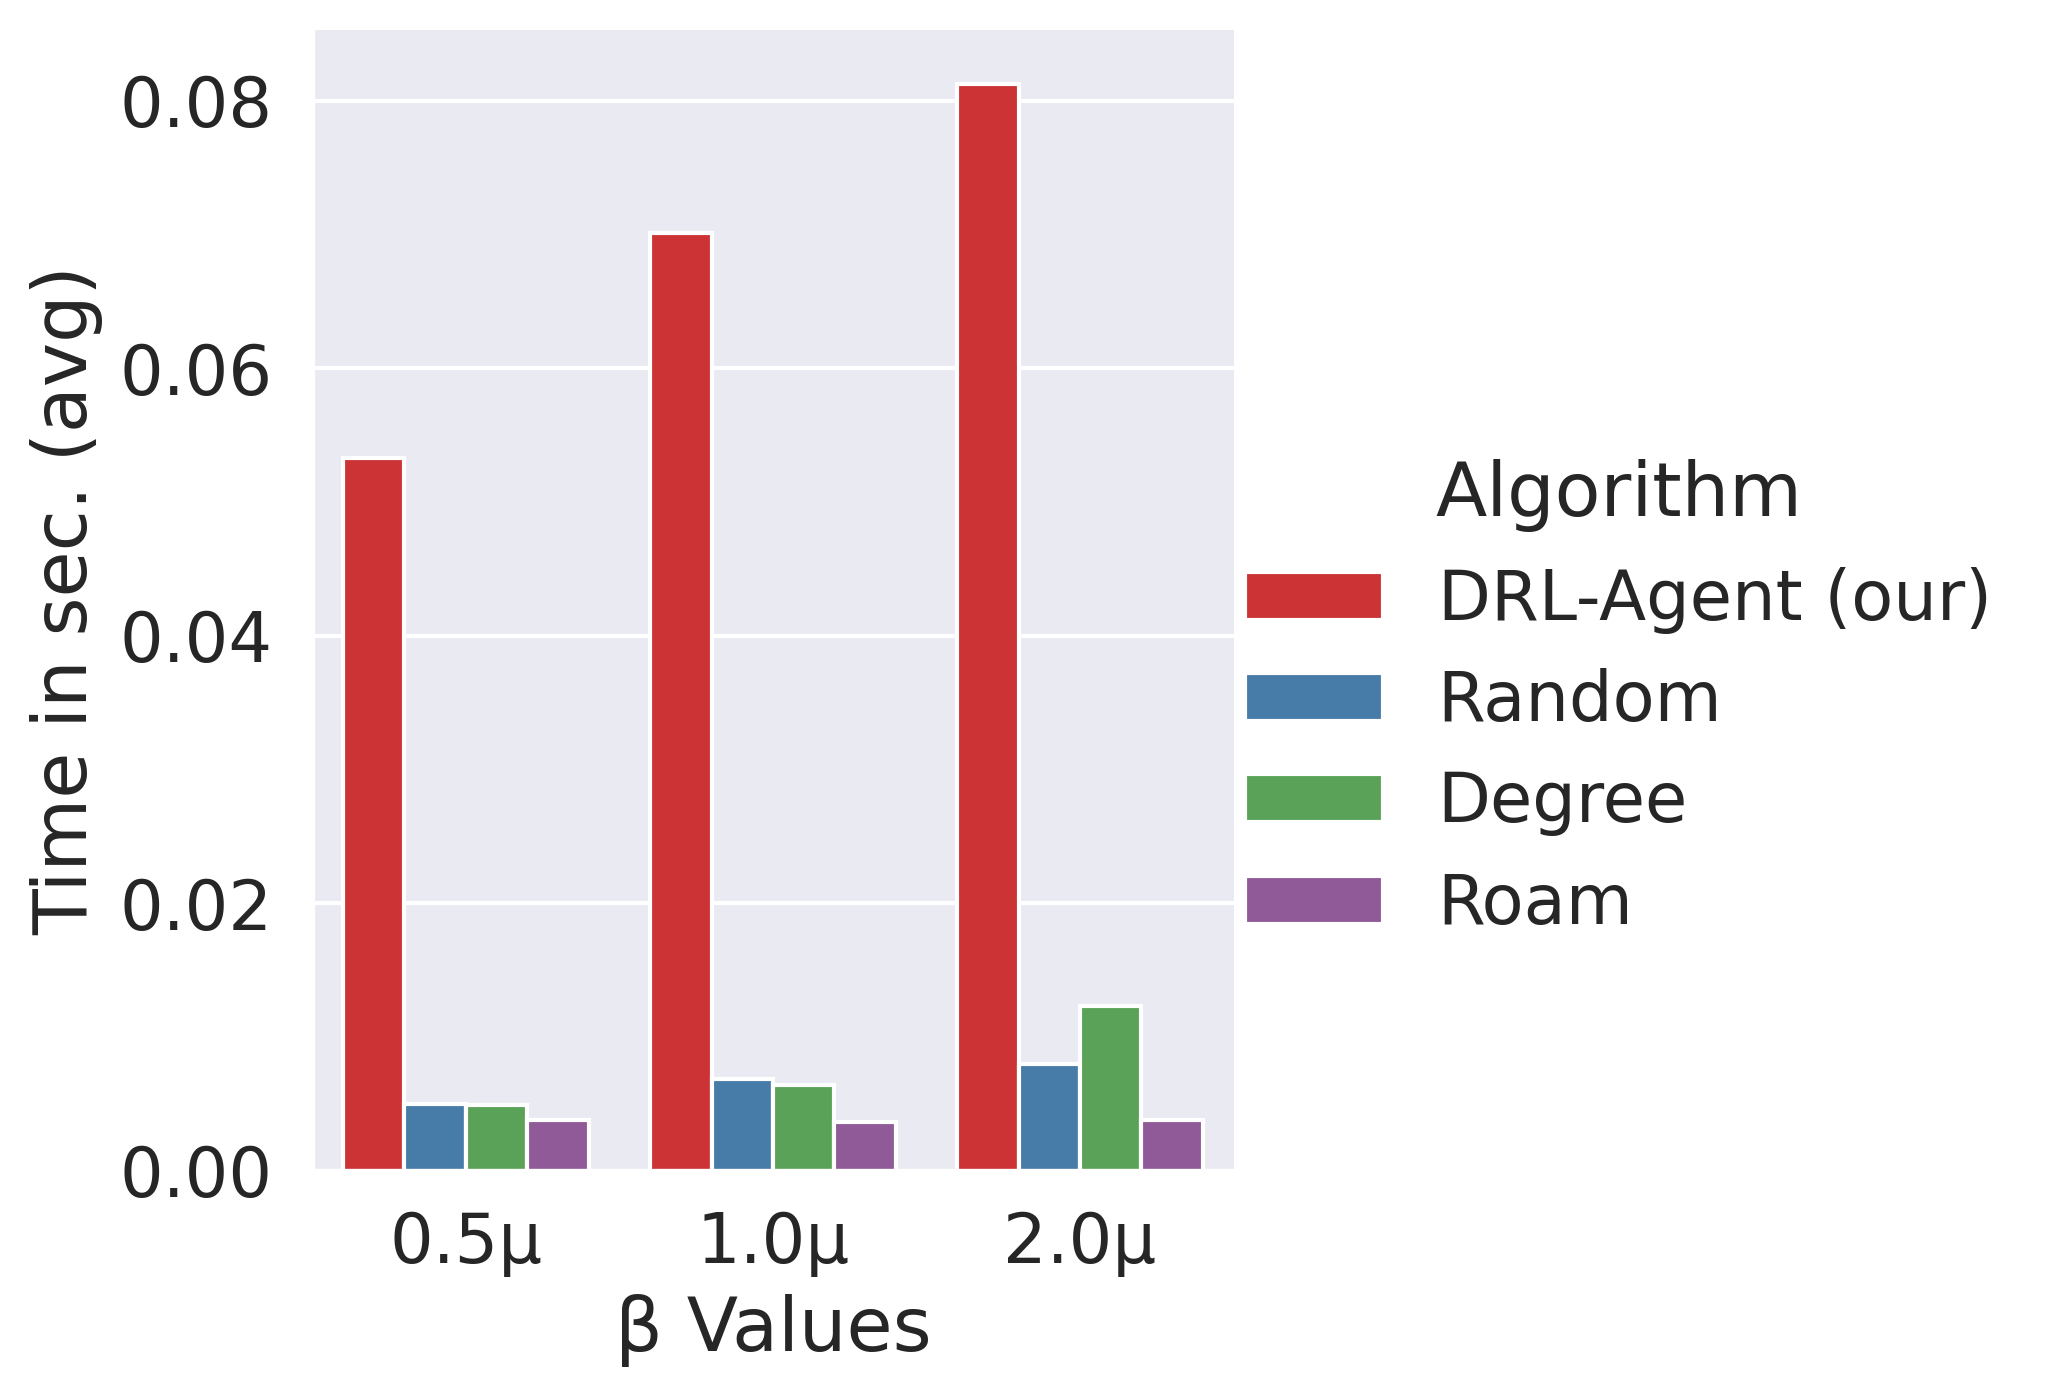 Time in sec. (avg)
0.08
0.06
0.04
0.02
0.00
0.5μ
1.0μ
2.0μ
β Values
Algorithm
DRL-Agent (our)
Random
Degree
Roam